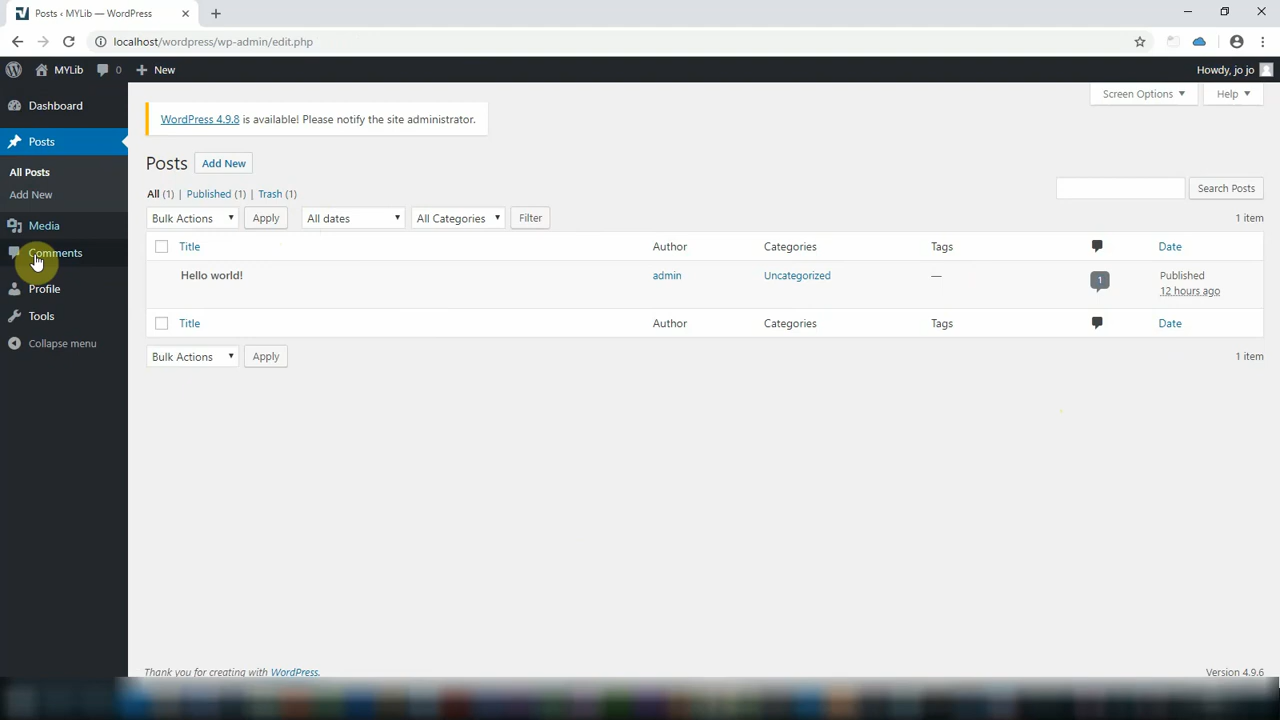 Posts ‹ MYLib — WordPress
localhost/wordpress/wp-admin/edit.php
MYLib 0 New Howdy, jo jo
Dashboard
Posts
All Posts
Add New
Media
Comments
Profile
Tools
Collapse menu
Screen Options Help
WordPress 4.9.8 is available! Please notify the site administrator.
Posts Add New
All (1) | Published (1) | Trash (1)
Search Posts
Bulk Actions Apply All dates All Categories Filter 1 item
Title Author Categories Tags Date
Hello world! admin Uncategorized — 1 Published
12 hours ago
Title Author Categories Tags Date
Bulk Actions Apply 1 item
Thank you for creating with WordPress. Version 4.9.6